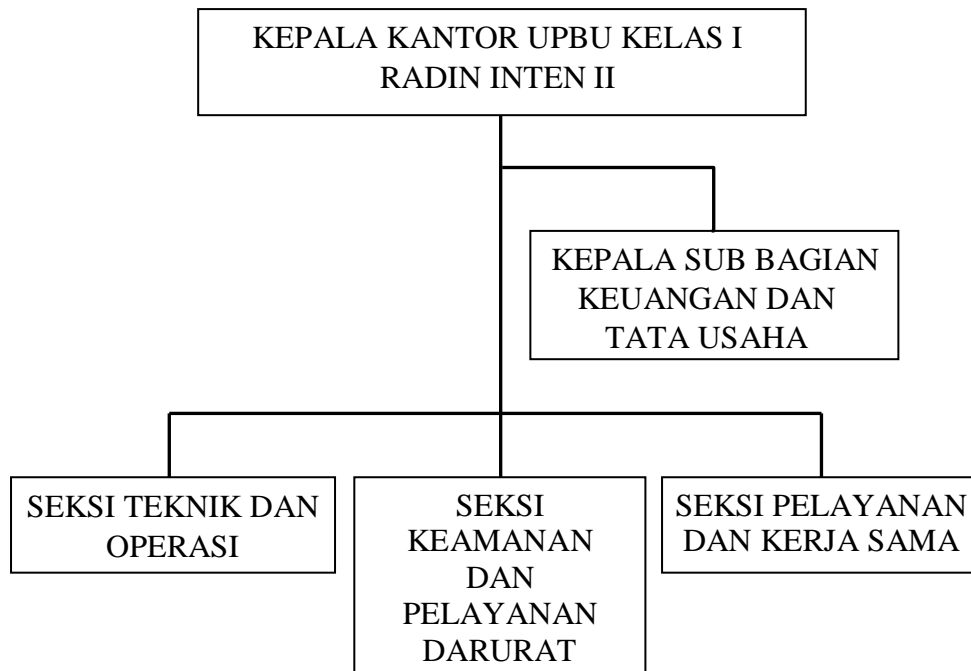 KEPALA KANTOR UPBU KELAS I
RADIN INTEN II
KEPALA SUB BAGIAN
KEUANGAN DAN
TATA USAHA
SEKSI TEKNIK DAN
OPERASI
SEKSI
KEAMANAN
DAN
PELAYANAN
DARURAT
SEKSI PELAYANAN
DAN KERJA SAMA